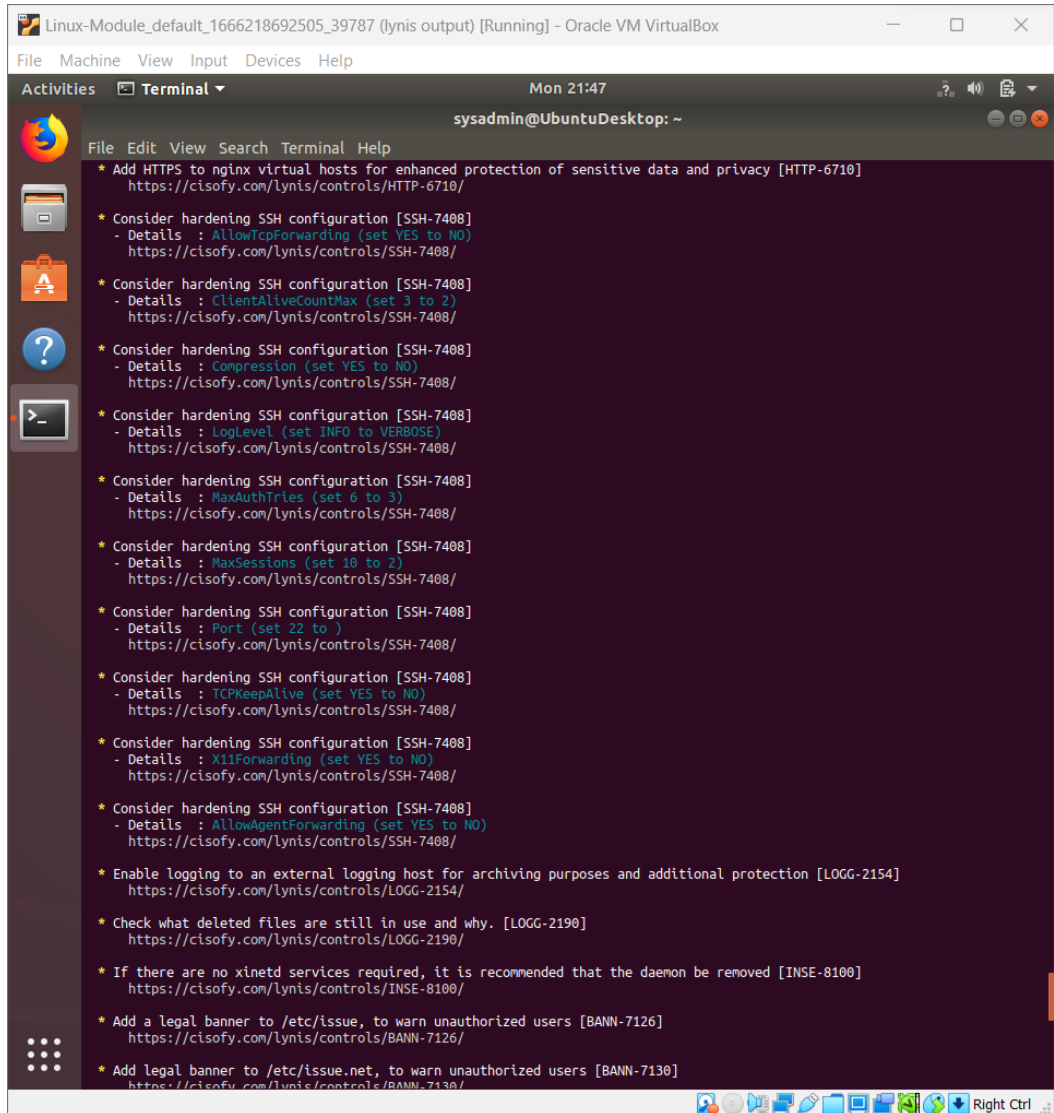 Linux-Module_default_1666218692505_39787 (lynis output) [Running] - Oracle VM VirtualBox
File Machine View Input Devices Help
Activities Terminal Mon 21:47
sysadmin@UbuntuDesktop: ~
File Edit View Search Terminal Help
* Add HTTPS to nginx virtual hosts for enhanced protection of sensitive data and privacy [HTTP-6710]
https://cisofy.com/lynis/controls/HTTP-6710/
* Consider hardening SSH configuration [SSH-7408]
- Details : AllowTcpForwarding (set YES to NO)
https://cisofy.com/lynis/controls/SSH-7408/
* Consider hardening SSH configuration [SSH-7408]
- Details : ClientAliveCountMax (set 3 to 2)
https://cisofy.com/lynis/controls/SSH-7408/
* Consider hardening SSH configuration [SSH-7408]
- Details : Compression (set YES to NO)
https://cisofy.com/lynis/controls/SSH-7408/
* Consider hardening SSH configuration [SSH-7408]
- Details : LogLevel (set INFO to VERBOSE)
https://cisofy.com/lynis/controls/SSH-7408/
* Consider hardening SSH configuration [SSH-7408]
- Details : MaxAuthTries (set 6 to 3)
https://cisofy.com/lynis/controls/SSH-7408/
* Consider hardening SSH configuration [SSH-7408]
- Details : MaxSessions (set 10 to 2)
https://cisofy.com/lynis/controls/SSH-7408/
* Consider hardening SSH configuration [SSH-7408]
- Details : Port (set 22 to )
https://cisofy.com/lynis/controls/SSH-7408/
* Consider hardening SSH configuration [SSH-7408]
- Details : TCPKeepAlive (set YES to NO)
https://cisofy.com/lynis/controls/SSH-7408/
* Consider hardening SSH configuration [SSH-7408]
- Details : X11Forwarding (set YES to NO)
https://cisofy.com/lynis/controls/SSH-7408/
* Consider hardening SSH configuration [SSH-7408]
- Details : AllowAgentForwarding (set YES to NO)
https://cisofy.com/lynis/controls/SSH-7408/
* Enable logging to an external logging host for archiving purposes and additional protection [LOGG-2154]
https://cisofy.com/lynis/controls/LOGG-2154/
* Check what deleted files are still in use and why. [LOGG-2190]
https://cisofy.com/lynis/controls/LOGG-2190/
* If there are no xinetd services required, it is recommended that the daemon be removed [INSE-8100]
https://cisofy.com/lynis/controls/INSE-8100/
* Add a legal banner to /etc/issue, to warn unauthorized users [BANN-7126]
https://cisofy.com/lynis/controls/BANN-7126/
* Add legal banner to /etc/issue.net, to warn unauthorized users [BANN-7130]
https://cisofy.com/lynis/controls/BANN-7130/
Right Ctrl